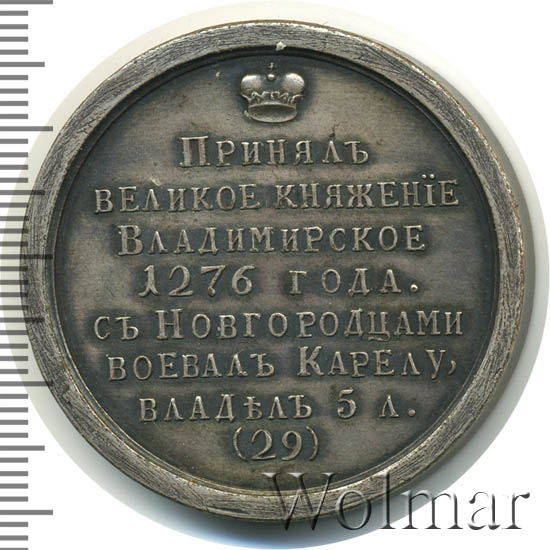 Принялъ
великое княженїе
Владимирское
1276 года.
съ Новгородцами
воевалъ Карелу,
владѣлъ 5 л.
(29)
Wolmar